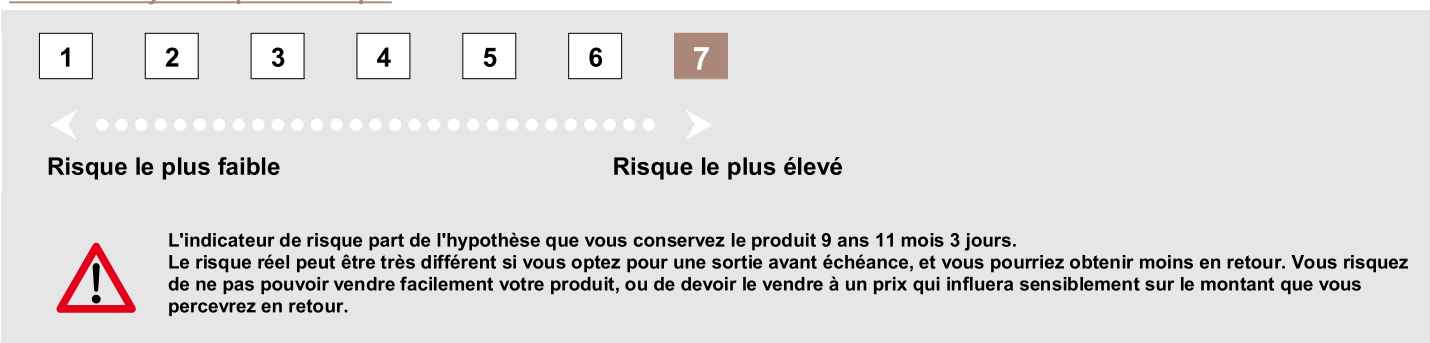 1 2 3 4 5 6 7
Risque le plus faible Risque le plus élevé
L'indicateur de risque part de l'hypothèse que vous conservez le produit 9 ans 11 mois 3 jours.
Le risque réel peut être très différent si vous optez pour une sortie avant échéance, et vous pourriez obtenir moins en retour. Vous risquez
de ne pas pouvoir vendre facilement votre produit, ou de devoir le vendre à un prix qui influera sensiblement sur le montant que vous
percevrez en retour.